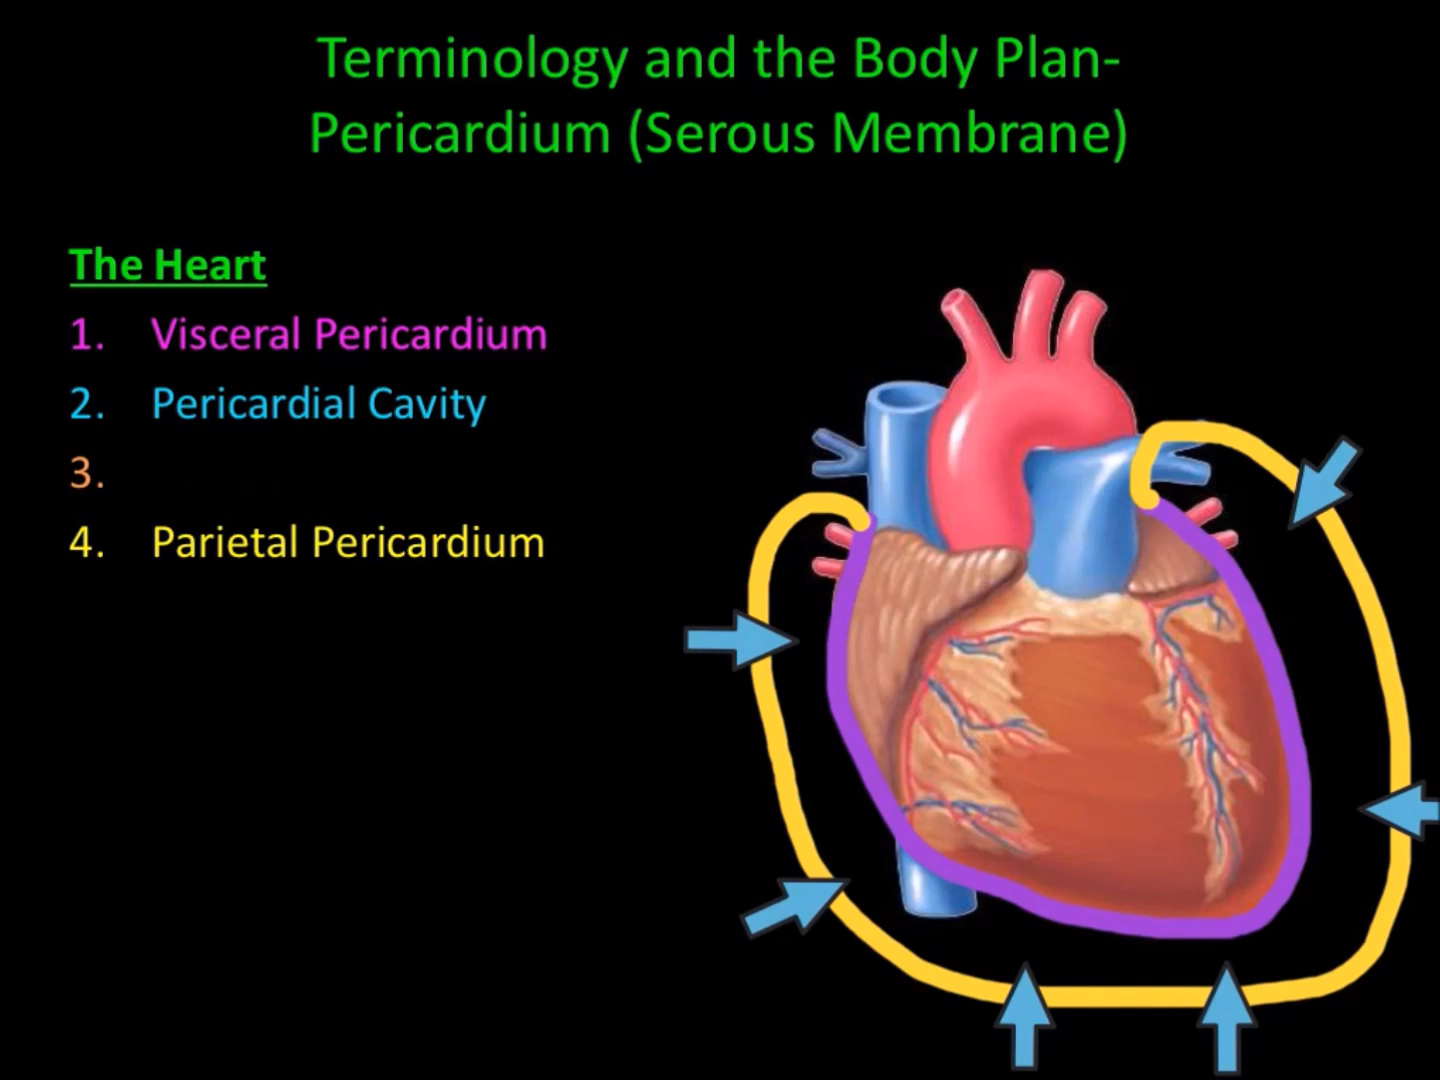 Terminology and the Body Plan-
Pericardium (Serous Membrane)
The Heart
1. Visceral Pericardium
2. Pericardial Cavity
3.
4. Parietal Pericardium